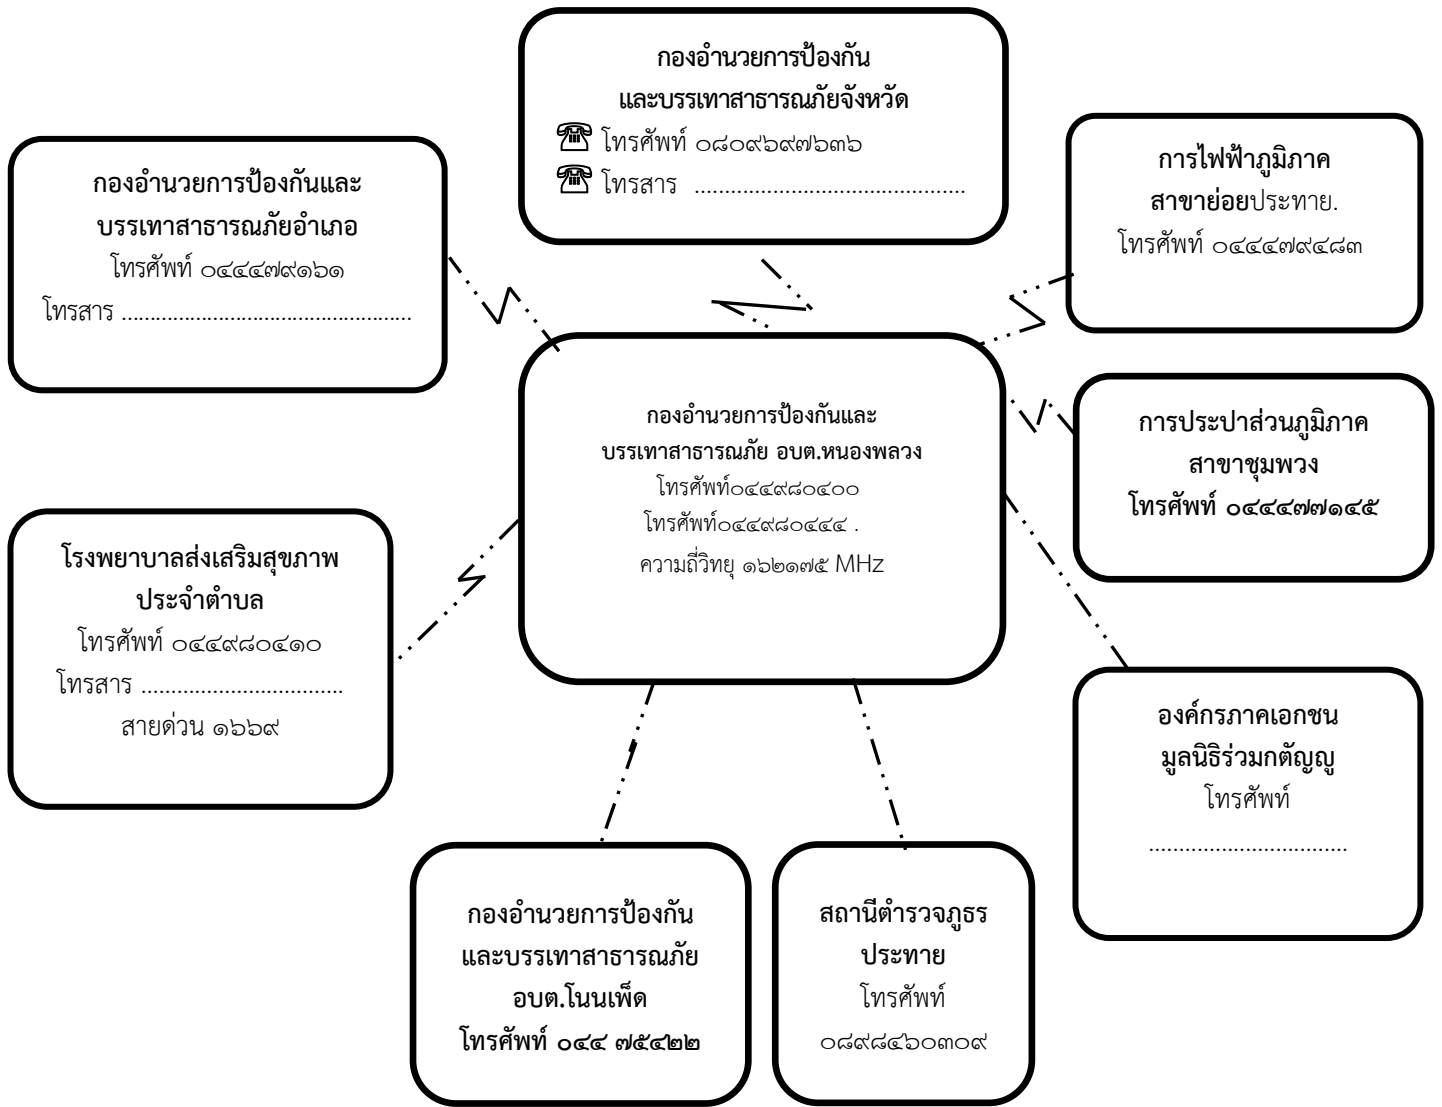 กองอำนวยการป้องกัน
และบรรเทาสาธารณภัยจังหวัด
โทรศัพท์ ๐๘๐๙๖๙๗๖๓๖
โทรสาร .............................................
กองอำนวยการป้องกันและ
บรรเทาสาธารณภัยอำเภอ
โทรศัพท์ ๐๔๔๔๗๙๑๖๑
โทรสาร ..................................................
การไฟฟ้าภูมิภาค
สาขาย่อยประทาย.
โทรศัพท์ ๐๔๔๔๗๙๔๘๓
กองอำนวยการป้องกันและ
บรรเทาสาธารณภัย อบต.หนองพลวง
โทรศัพท์๐๔๔๙๘๐๔๐๐
โทรศัพท์๐๔๔๙๘๐๔๔๔ .
ความถี่วิทยุ ๑๖๒๑๗๕ MHz
การประปาส่วนภูมิภาค
สาขาชุมพวง
โทรศัพท์ ๐๔๔๔๗๗๑๔๕
โรงพยาบาลส่งเสริมสุขภาพ
ประจำตำบล
โทรศัพท์ ๐๔๔๙๘๐๔๑๐
โทรสาร ..................................
สายด่วน ๑๖๖๙
องค์กรภาคเอกชน
มูลนิธิร่วมกตัญญู
โทรศัพท์
.................................
กองอำนวยการป้องกัน
และบรรเทาสาธารณภัย
อบต.โนนเพ็ด
โทรศัพท์ ๐๔๔ ๗๕๔๒๒
สถานีตำรวจภูธร
ประทาย
โทรศัพท์
๐๘๙๘๔๖๐๓๐๙